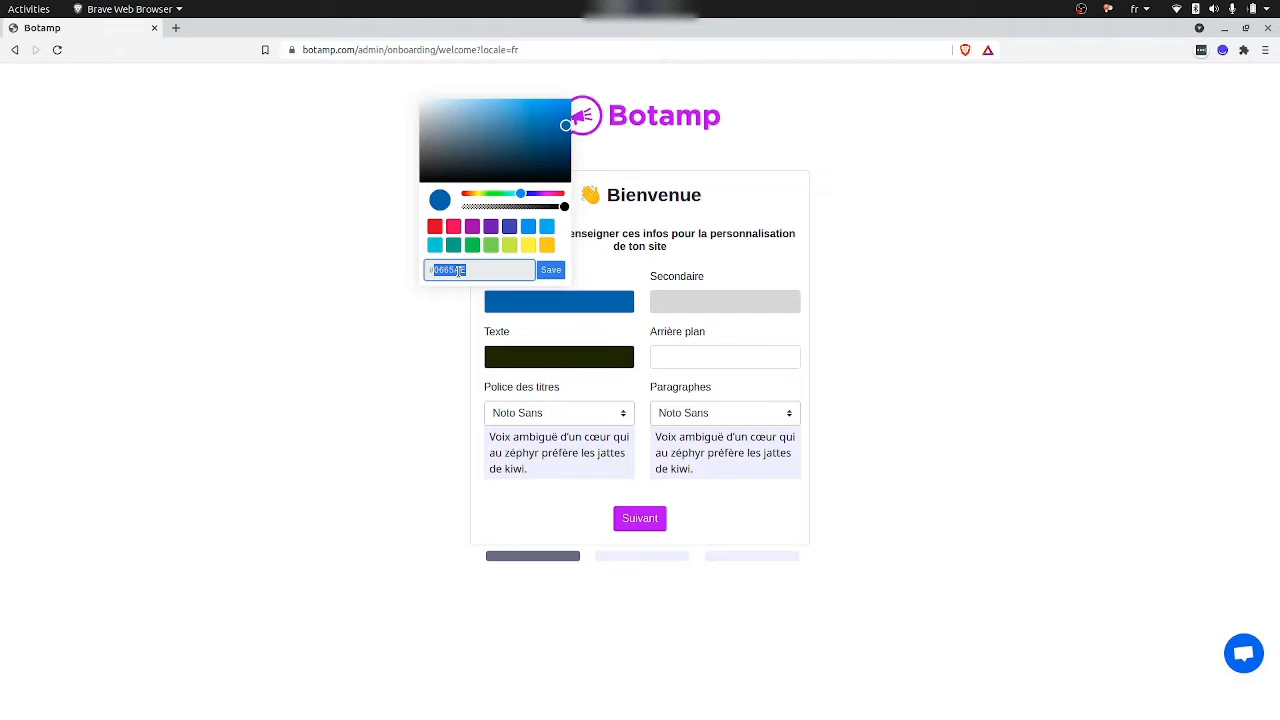 Activities
Brave Web Browser
fr
Botamp
botamp.com/admin/onboarding/welcome?locale=fr
Botamp
👋 Bienvenue
enseigner ces infos pour la personnalisation
de ton site
#0665AE
Save
Secondaire
Texte
Arrière plan
Police des titres
Paragraphes
Noto Sans
Noto Sans
Voix ambiguë d’un cœur qui
au zéphyr préfère les jattes
de kiwi.
Voix ambiguë d’un cœur qui
au zéphyr préfère les jattes
de kiwi.
Suivant